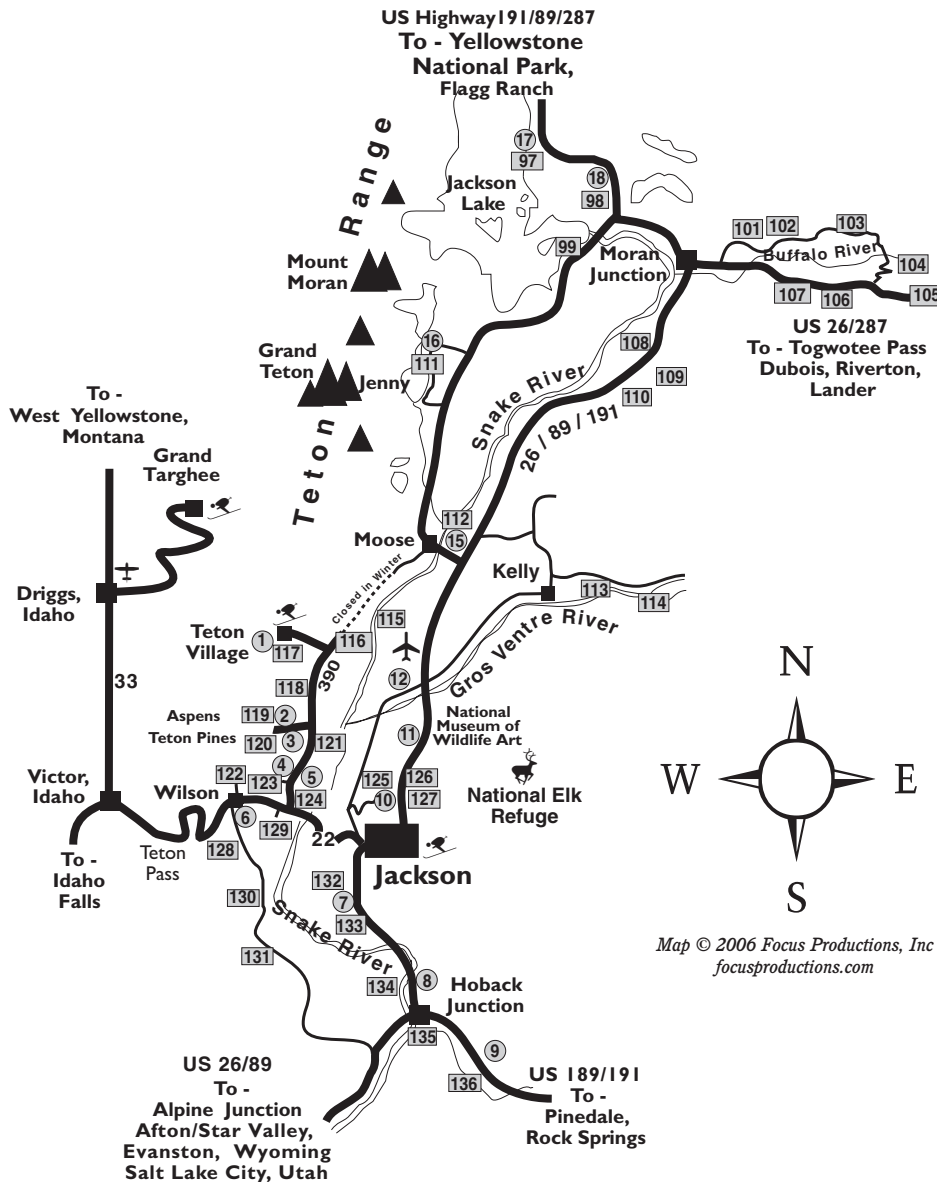 US Highway191/89/287
To - Yellowstone
National Park,
Flagg Ranch
17
97
18
98
Jackson
Lake
Range
99
Mount
Moran
Moran
Junction
101
102
103
Buffalo River
104
105
107
106
US 26/287
To - Togwotee Pass
Dubois, Riverton,
Lander
16
111
108
Grand
Teton
Jenny
109
110
Snake River
26 / 89 / 191
Teton
To -
West Yellowstone,
Montana
Grand
Targhee
112
15
Moose
Closed in Winter
Kelly
Driggs,
Idaho
113
114
115
Gros Ventre River
Teton
Village
1
117
116
390
12
33
118
119
2
Aspens
Teton Pines
120
3
121
National
Museum of
Wildlife Art
11
4
5
122
123
124
125
126
10
127
National Elk
Refuge
Victor,
Idaho
Wilson
6
129
128
22
Teton
Pass
To -
Idaho
Falls
Jackson
132
7
133
130
131
Snake River
134
8
Hoback
Junction
135
9
136
US 26/89
To -
Alpine Junction
Afton/Star Valley,
Evanston, Wyoming
Salt Lake City, Utah
US 189/191
To -
Pinedale,
Rock Springs
N
W
E
S
Map © 2006 Focus Productions, Inc
focusproductions.com